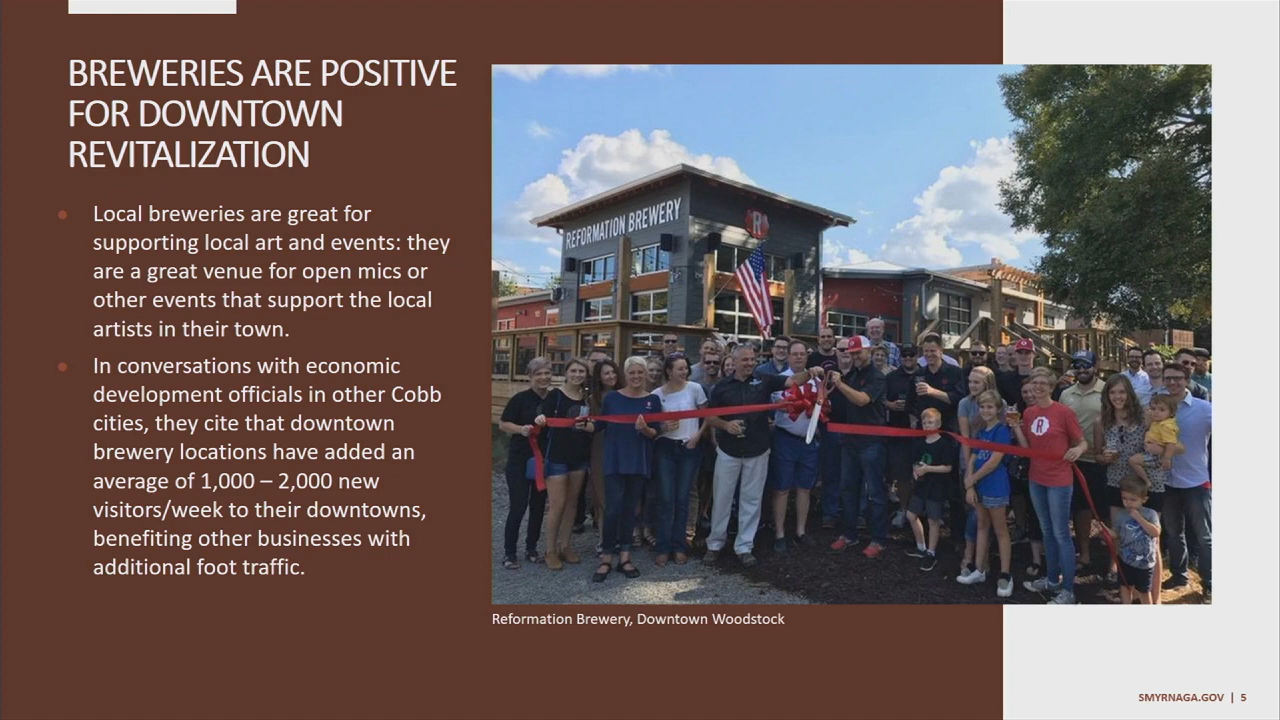 BREWERIES ARE POSITIVE
FOR DOWNTOWN
REVITALIZATION
Local breweries are great for
supporting local art and events: they
are a great venue for open mics or
other events that support the local
artists in their town.
In conversations with economic
development officials in other Cobb
cities, they cite that downtown
brewery locations have added an
average of 1,000 – 2,000 new
visitors/week to their downtowns,
benefiting other businesses with
additional foot traffic.
REFORMATION BREWERY
R
R
Reformation Brewery, Downtown Woodstock
SMYRNAGA.GOV | 5